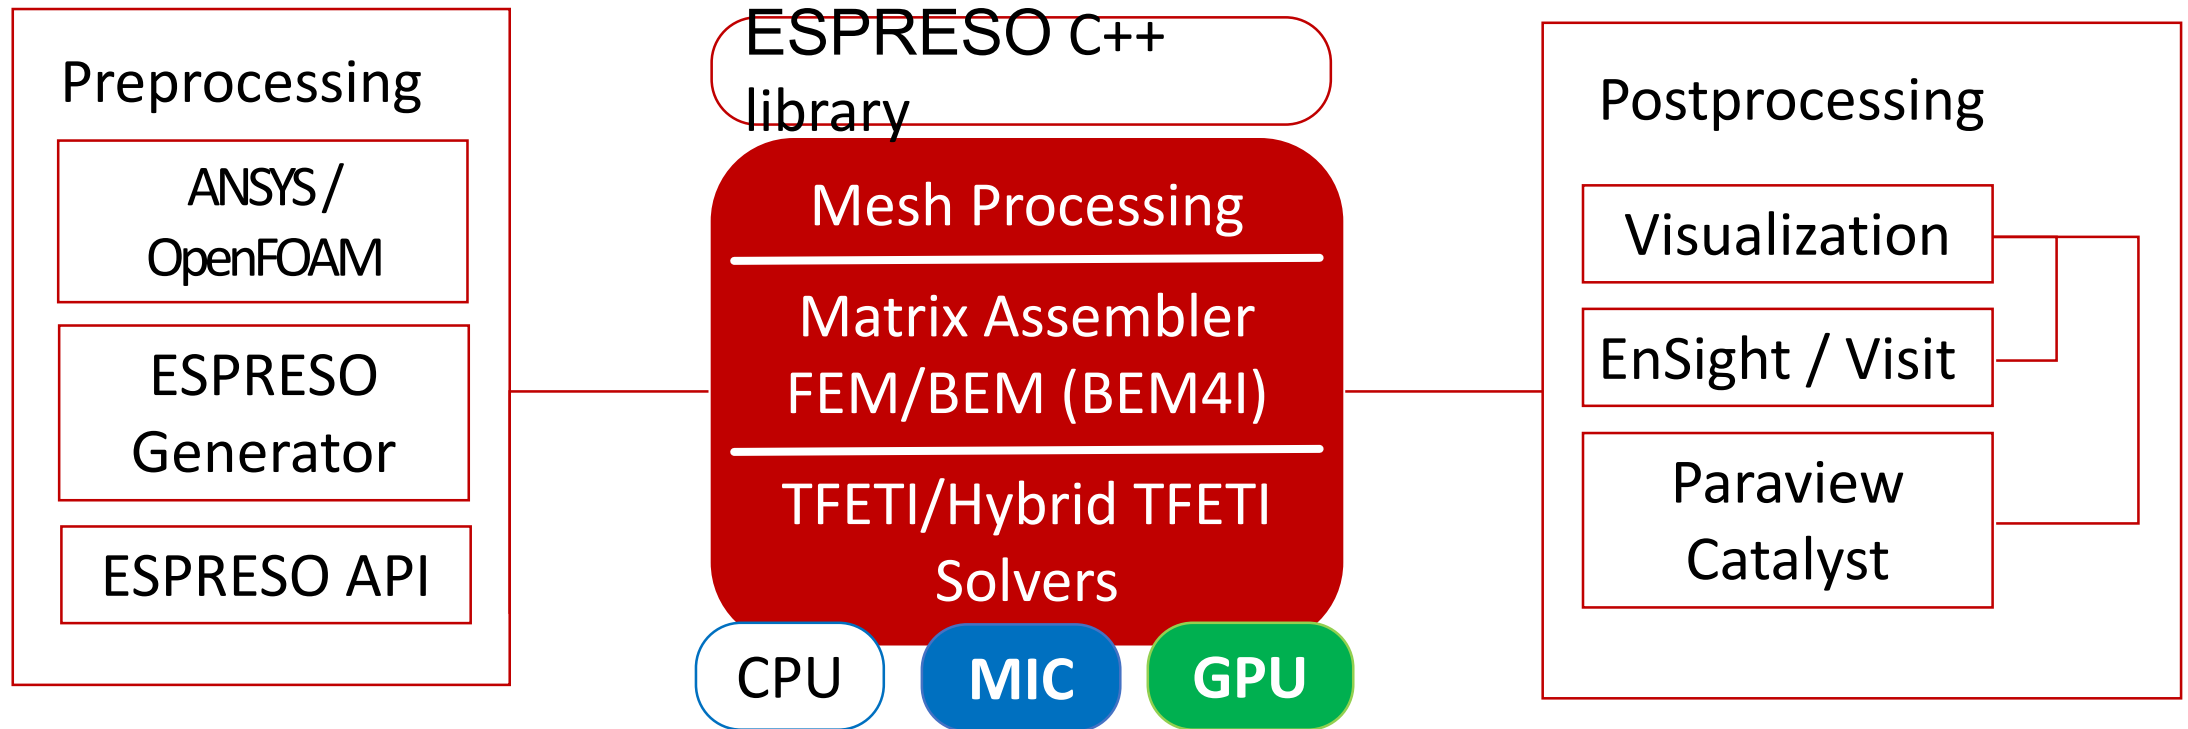 Preprocessing
ANSYS /
OpenFOAM
ESPRESO
Generator
ESPRESO API
ESPRESO C++
library
Mesh Processing
Matrix Assembler
FEM/BEM (BEM4I)
TFETI/Hybrid TFETI
Solvers
CPU
MIC
GPU
Postprocessing
Visualization
EnSight / Visit
Paraview
Catalyst